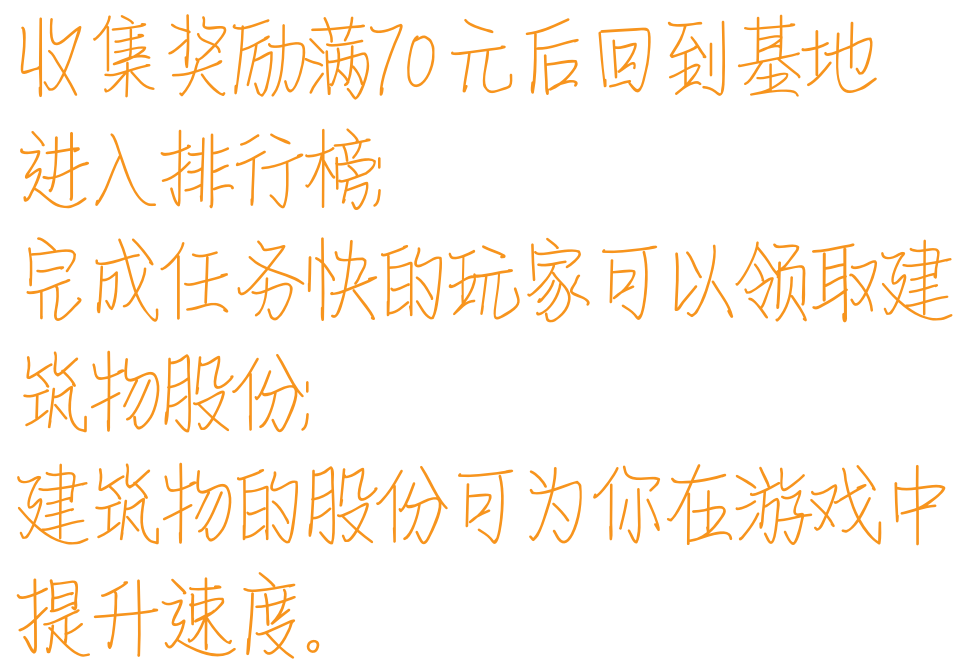 收集奖励满70元后回到基地
进入排行榜;
完成任务快的玩家可以领取建
筑物股份;
建筑物的股份可为你在游戏中
提升速度。